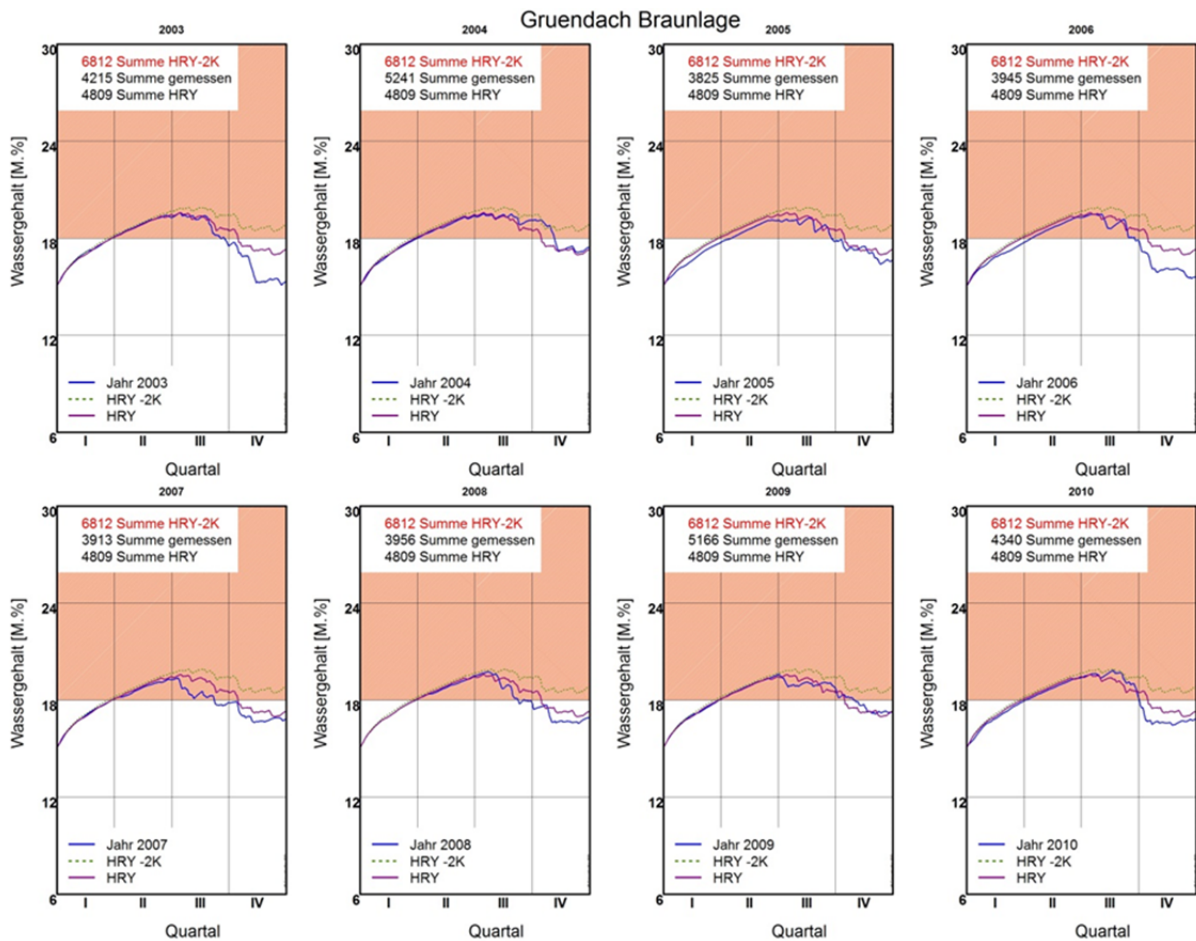 Gruendach Braunlage
2003
30
24
18
12
6
Wassergehalt [M.%]
6812 Summe HRY-2K
4215 Summe gemessen
4809 Summe HRY
Jahr 2003
HRY -2K
HRY
I II III IV
Quartal
2004
30
24
18
12
6
Wassergehalt [M.%]
6812 Summe HRY-2K
5241 Summe gemessen
4809 Summe HRY
Jahr 2004
HRY -2K
HRY
I II III IV
Quartal
2005
30
24
18
12
6
Wassergehalt [M.%]
6812 Summe HRY-2K
3825 Summe gemessen
4809 Summe HRY
Jahr 2005
HRY -2K
HRY
I II III IV
Quartal
2006
30
24
18
12
6
Wassergehalt [M.%]
6812 Summe HRY-2K
3945 Summe gemessen
4809 Summe HRY
Jahr 2006
HRY -2K
HRY
I II III IV
Quartal
2007
30
24
18
12
6
Wassergehalt [M.%]
6812 Summe HRY-2K
3913 Summe gemessen
4809 Summe HRY
Jahr 2007
HRY -2K
HRY
I II III IV
Quartal
2008
30
24
18
12
6
Wassergehalt [M.%]
6812 Summe HRY-2K
3956 Summe gemessen
4809 Summe HRY
Jahr 2008
HRY -2K
HRY
I II III IV
Quartal
2009
30
24
18
12
6
Wassergehalt [M.%]
6812 Summe HRY-2K
5166 Summe gemessen
4809 Summe HRY
Jahr 2009
HRY -2K
HRY
I II III IV
Quartal
2010
30
24
18
12
6
Wassergehalt [M.%]
6812 Summe HRY-2K
4340 Summe gemessen
4809 Summe HRY
Jahr 2010
HRY -2K
HRY
I II III IV
Quartal